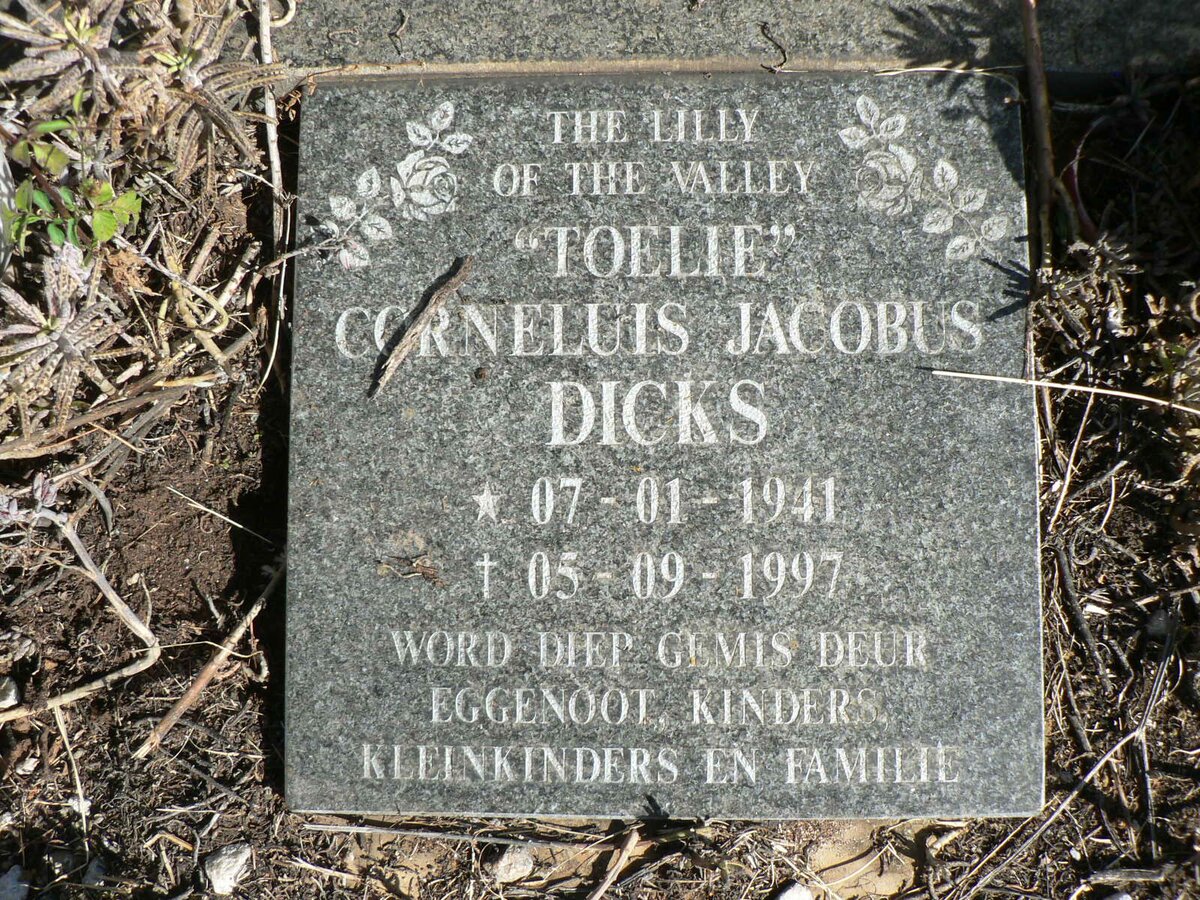 THE LILLY
OF THE VALLEY
"TOELIE"
CORNELUIS JACOBUS
DICKS
★ 07 - 01 - 1941
† 05 - 09 - 1997
WORD DIEP GEMIS DEUR
EGGENOOT, KINDERS,
KLEINKINDERS EN FAMILIE